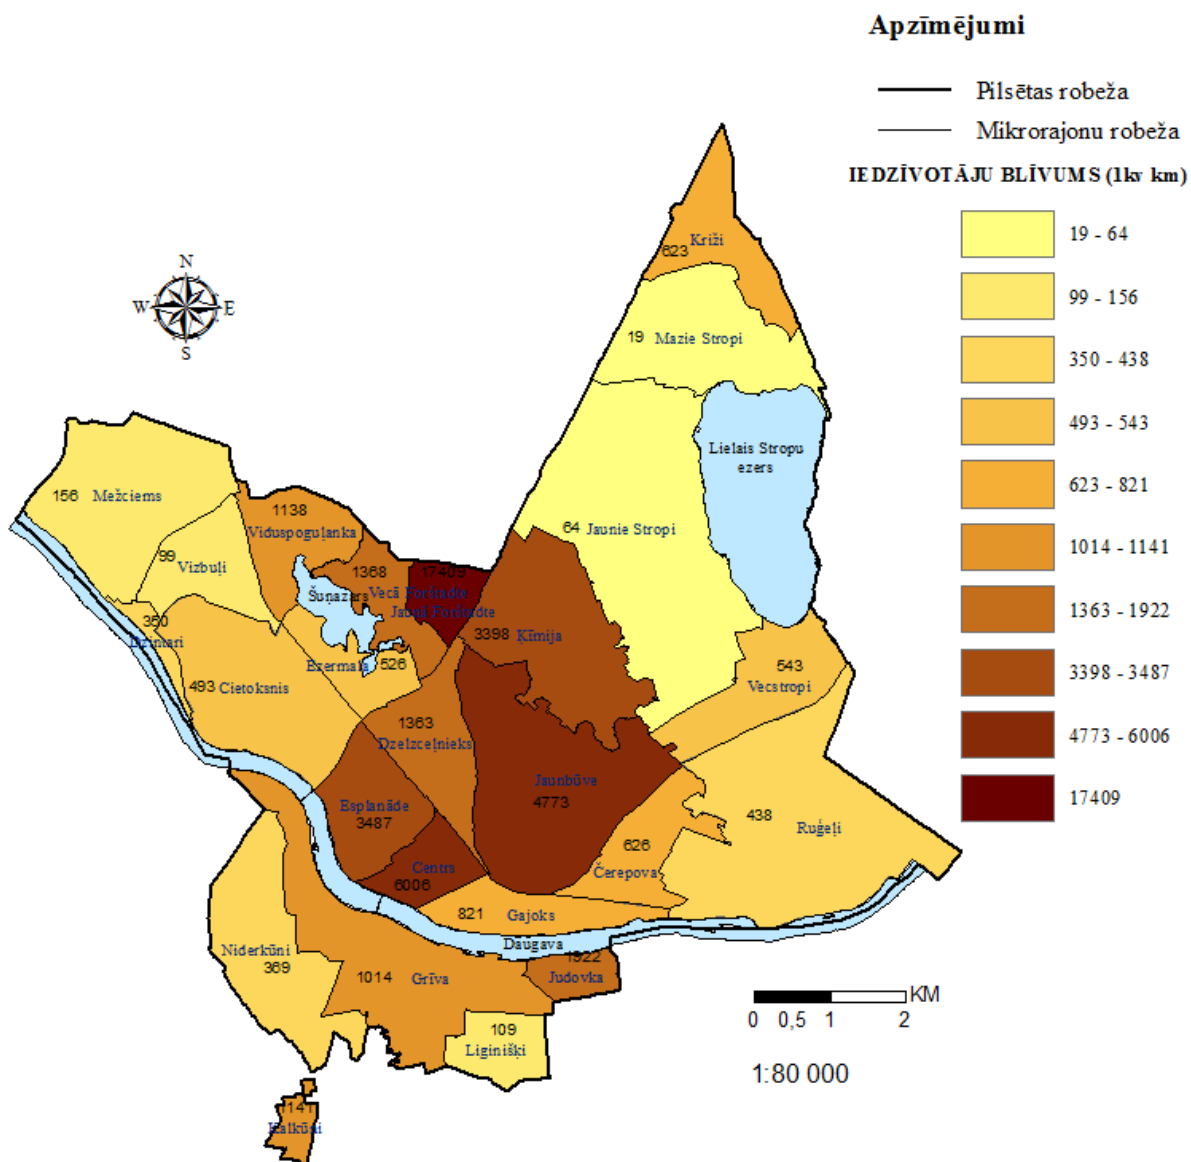 Apzīmējumi
Pilsētas robeža
Mikrorajonu robeža
IEDZĪVOTĀJU BLĪVUMS (1kv km)
19 - 64
99 - 156
350 - 438
493 - 543
623 - 821
1014 - 1141
1363 - 1922
3398 - 3487
4773 - 6006
17409
N
W
E
S
Križi
623
19
Mazie Stropi
Lielais Stropu
ezers
156
Mežciems
1138
Viduspoguļanka
64
Jaunie Stropi
99
Vizbuļi
1368
17409
Šuņazars
Vecā Forštadte
Jaunā Forštadte
350
Dzintari
3398
Ķīmija
Ezermala
526
543
Vecstropi
493
Cietoksnis
1363
Dzelzceļnieks
Jaunbūve
4773
Esplanāde
3487
438
Ruģeļi
626
Čerepova
Centrs
6006
821
Gajoks
Daugava
Niderkūni
369
1014
Grīva
1922
Judovka
109
Liginišķi
1141
Kalkūni
KM
0
0,5
1
2
1:80 000